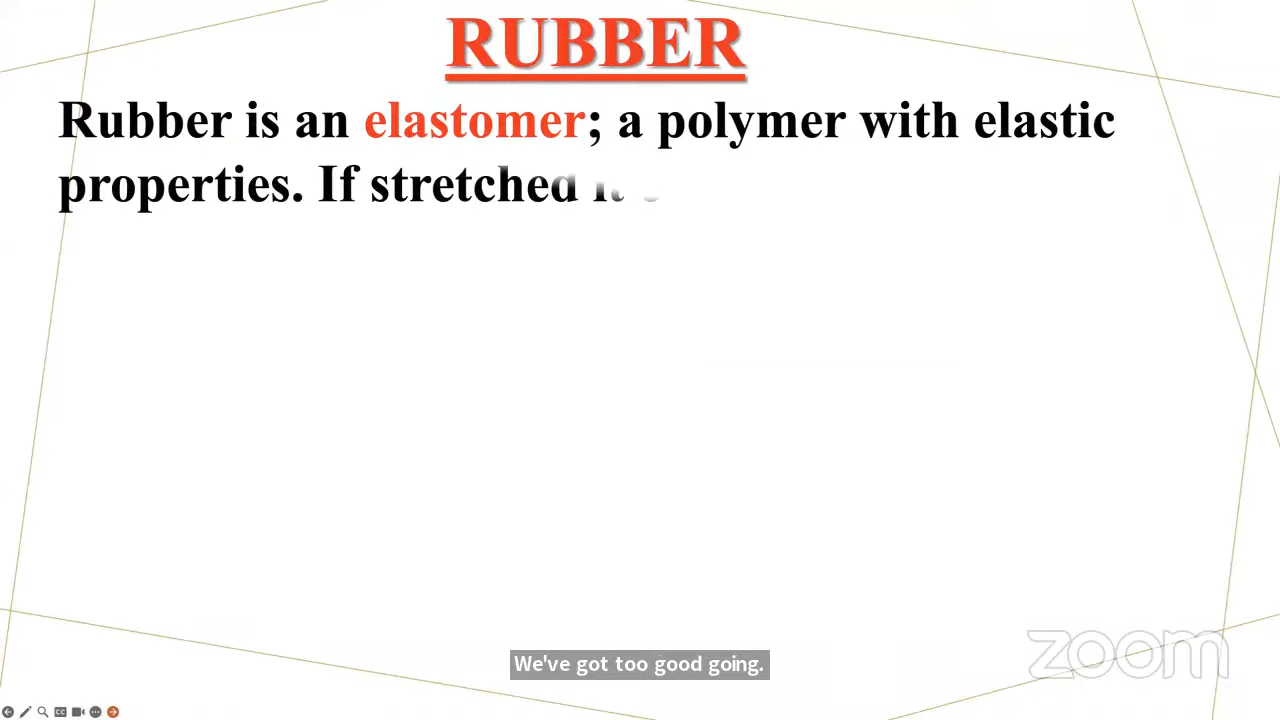 RUBBER
Rubber is an elastomer; a polymer with elastic
properties. If stretched it
zoom
We've got too good going.